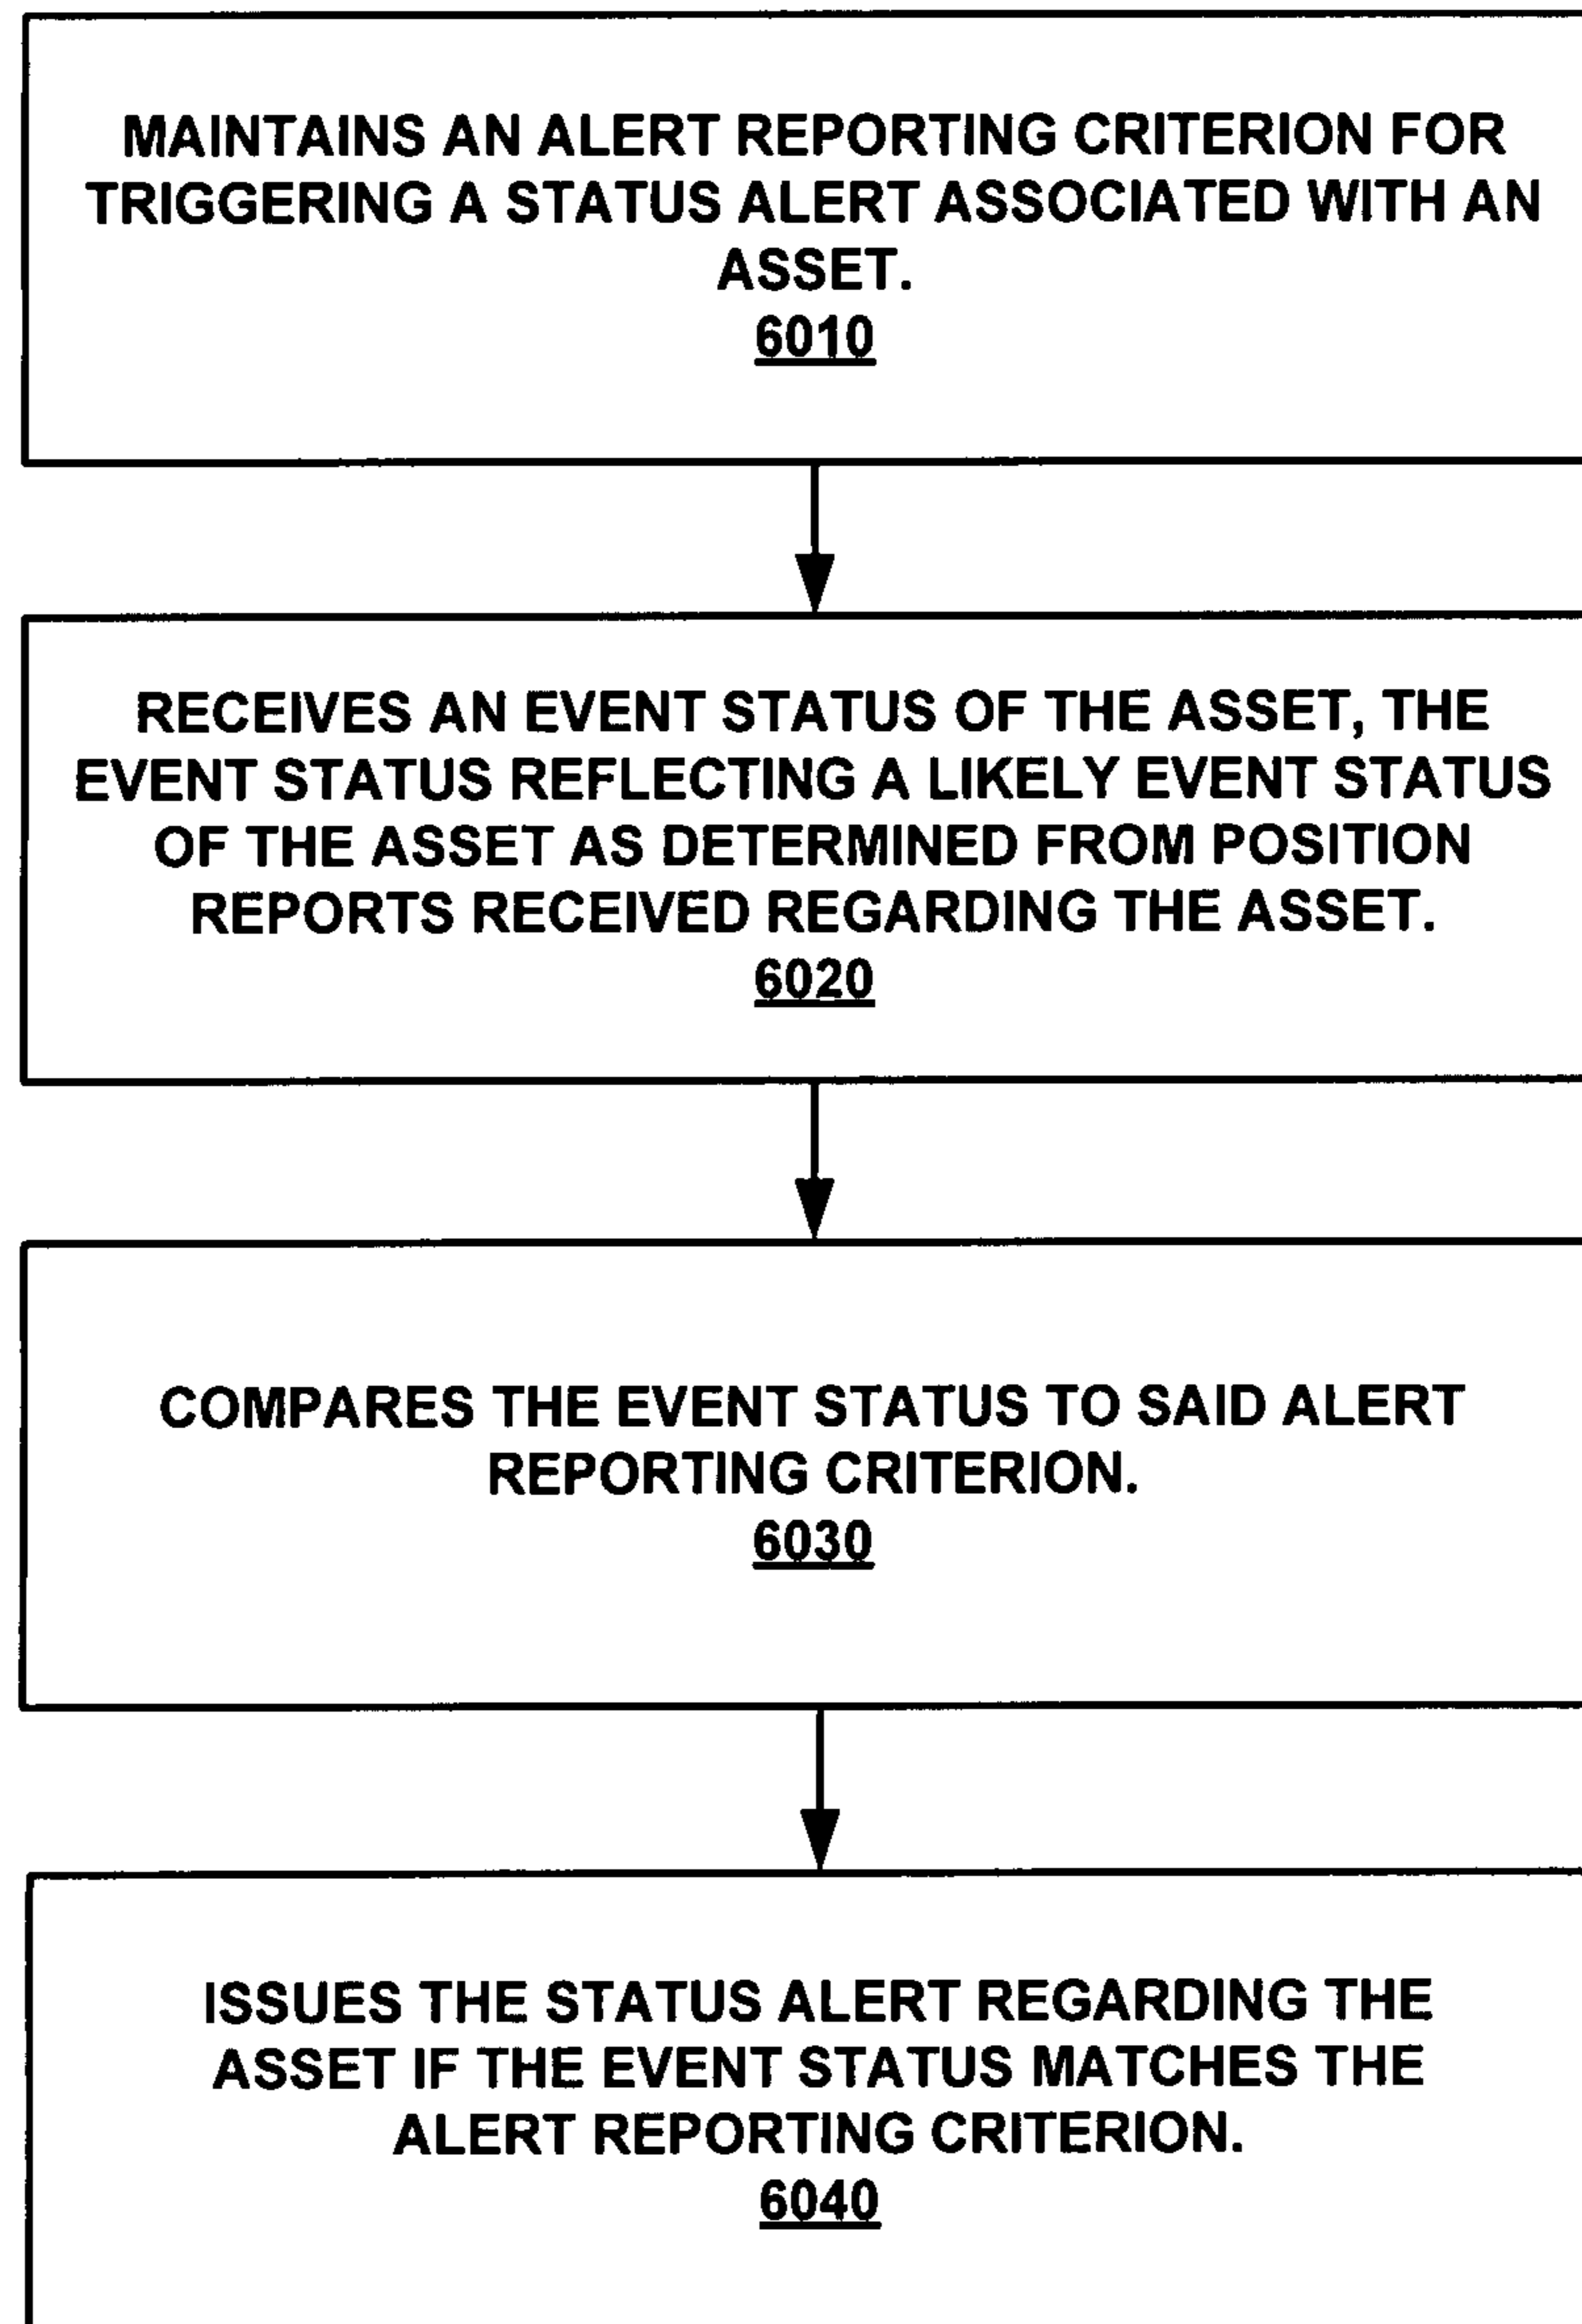 MAINTAINS AN ALERT REPORTING CRITERION FOR
TRIGGERING A STATUS ALERT ASSOCIATED WITH AN
ASSET.
6010
RECEIVES AN EVENT STATUS OF THE ASSET, THE
EVENT STATUS REFLECTING A LIKELY EVENT STATUS
OF THE ASSET AS DETERMINED FROM POSITION
REPORTS RECEIVED REGARDING THE ASSET.
6020
COMPARES THE EVENT STATUS TO SAID ALERT
REPORTING CRITERION.
6030
ISSUES THE STATUS ALERT REGARDING THE
ASSET IF THE EVENT STATUS MATCHES THE
ALERT REPORTING CRITERION.
6040